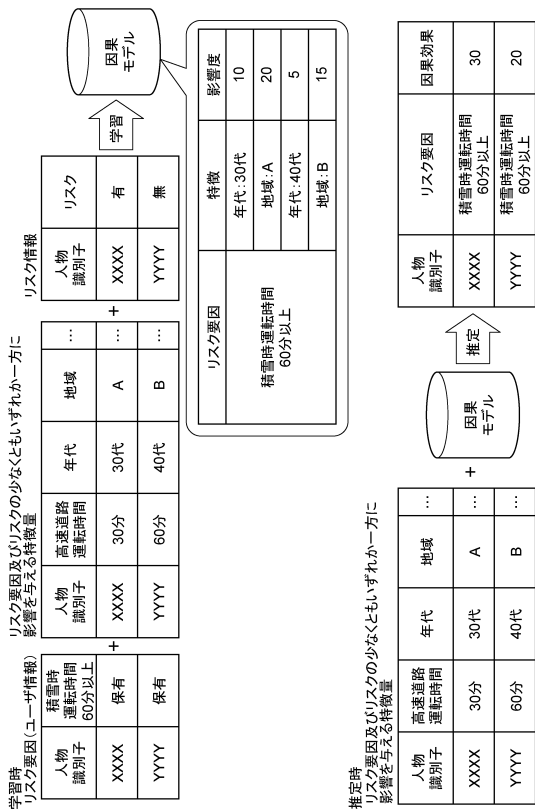 学習時
リスク要因(ユーザ情報)
人物
識別子
積雪時
運転時間
60分以上
XXXX
保有
YYYY
保有
+
リスク要因及びリスクの少なくともいずれか一方に
影響を与える特徴量
人物
識別子
高速道路
運転時間
年代
地域
…
XXXX
30分
30代
A
…
YYYY
60分
40代
B
…
+
リスク情報
人物
識別子
リスク
XXXX
有
YYYY
無
学習
因果
モデル
リスク要因
特徴
影響度
積雪時運転時間
60分以上
年代:30代
10
地域:A
20
年代:40代
5
地域:B
15
推定時
リスク要因及びリスクの少なくともいずれか一方に
影響を与える特徴量
人物
識別子
高速道路
運転時間
年代
地域
…
XXXX
30分
30代
A
…
YYYY
60分
40代
B
…
+
因果
モデル
推定
人物
識別子
リスク要因
因果効果
XXXX
積雪時運転時間
60分以上
30
YYYY
積雪時運転時間
60分以上
20